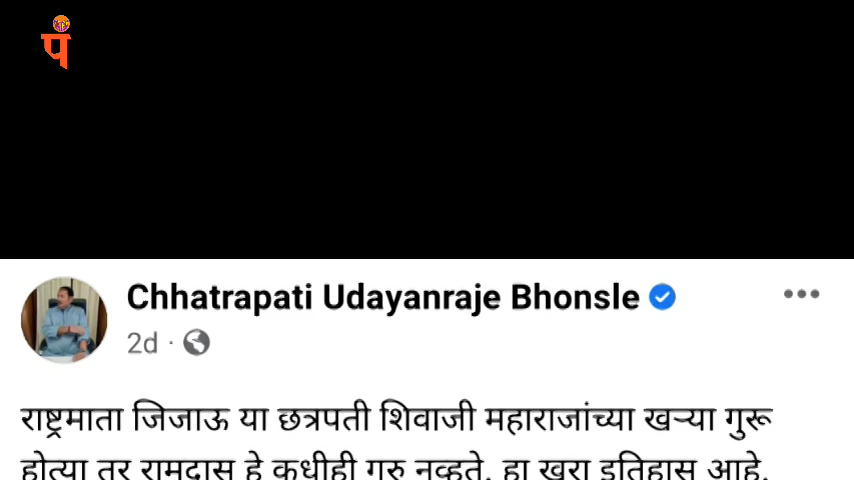 पं
Chhatrapati Udayanraje Bhonsle
2d ·
राष्ट्रमाता जिजाऊ या छत्रपती शिवाजी महाराजांच्या खऱ्या गुरू
होत्या तर रामदास हे कधीही गुरु नव्हते. हा खरा इतिहास आहे.